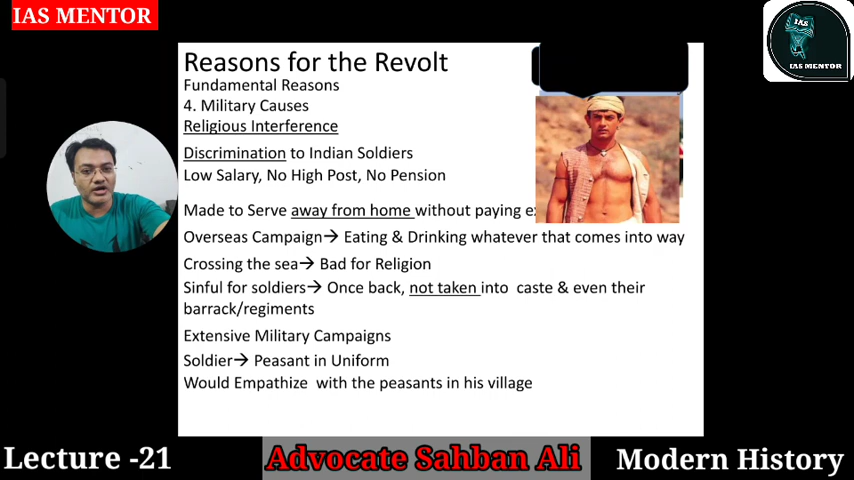 IAS MENTOR
IAS
IAS MENTOR
Reasons for the Revolt
Fundamental Reasons
4. Military Causes
Religious Interference
Discrimination to Indian Soldiers
Low Salary, No High Post, No Pension
Made to Serve away from home without paying
Overseas Campaign→ Eating & Drinking whatever that comes into way
Crossing the sea→ Bad for Religion
Sinful for soldiers→ Once back, not taken into caste & even their
barrack/regiments
Extensive Military Campaigns
Soldier→ Peasant in Uniform
Would Empathize with the peasants in his village
Lecture -21
Advocate Sahban Ali
Modern History